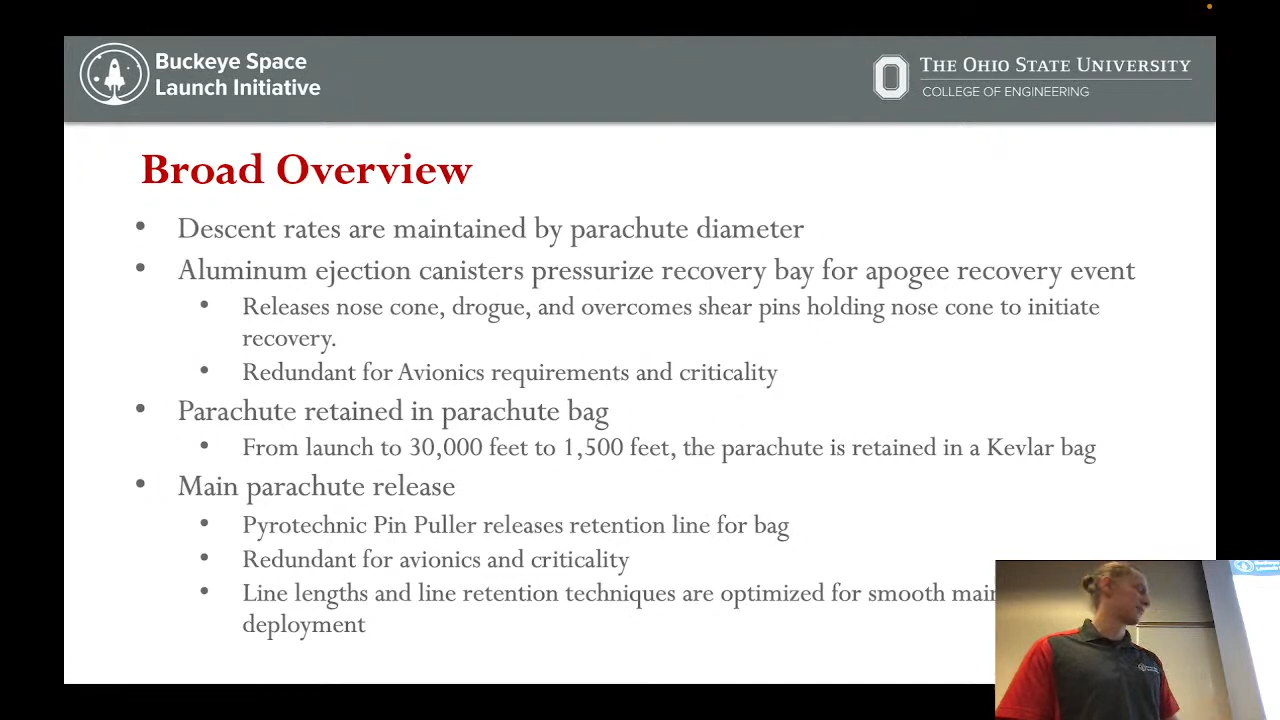 Buckeye Space
Launch Initiative
THE OHIO STATE UNIVERSITY
COLLEGE OF ENGINEERING
Broad Overview
• Descent rates are maintained by parachute diameter
• Aluminum ejection canisters pressurize recovery bay for apogee recovery event
• Releases nose cone, drogue, and overcomes shear pins holding nose cone to initiate
recovery.
• Redundant for Avionics requirements and criticality
• Parachute retained in parachute bag
• From launch to 30,000 feet to 1,500 feet, the parachute is retained in a Kevlar bag
• Main parachute release
• Pyrotechnic Pin Puller releases retention line for bag
• Redundant for avionics and criticality
• Line lengths and line retention techniques are optimized for smooth main
deployment